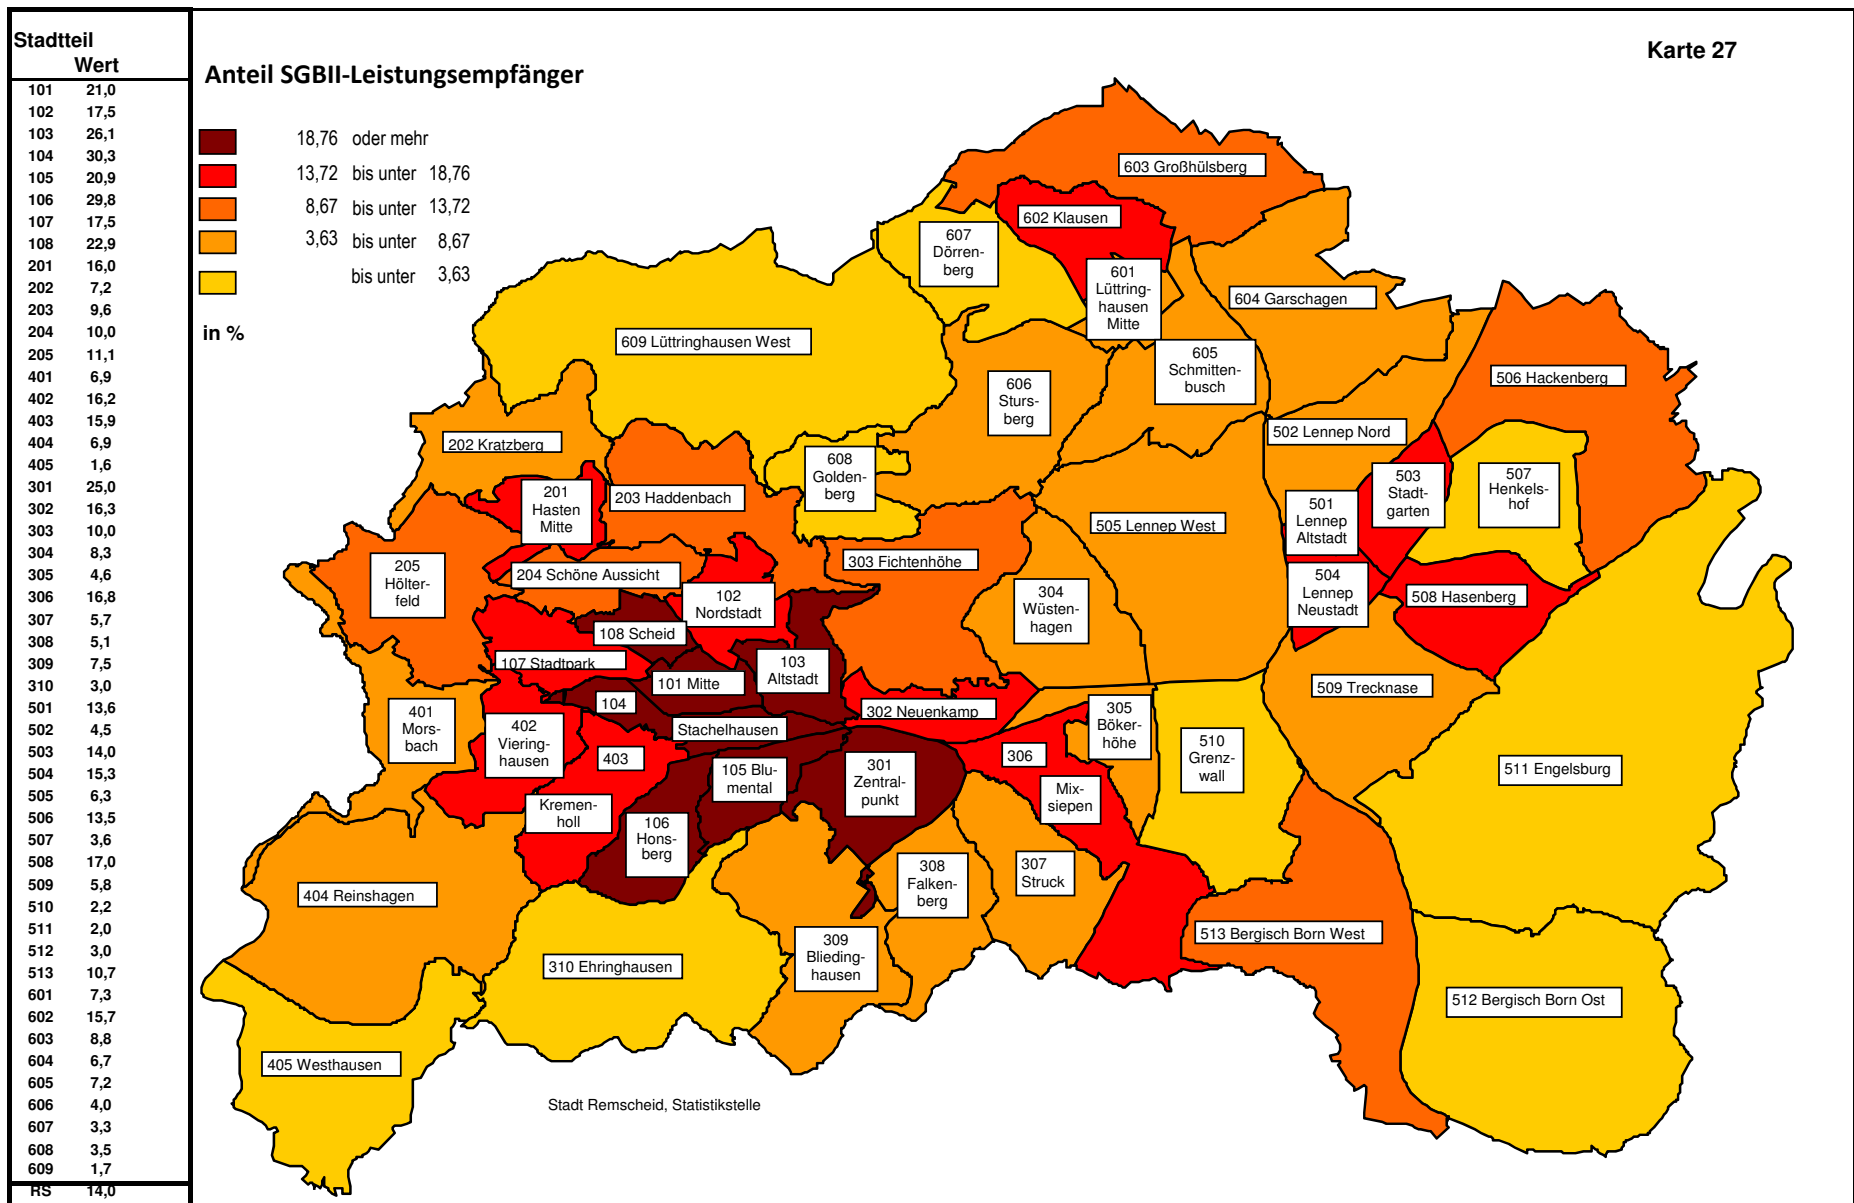 Stadtteil
Wert
101 21,0
102 17,5
103 26,1
104 30,3
105 20,9
106 29,8
107 17,5
108 22,9
201 16,0
202 7,2
203 9,6
204 10,0
205 11,1
401 6,9
402 16,2
403 15,9
404 6,9
405 1,6
301 25,0
302 16,3
303 10,0
304 8,3
305 4,6
306 16,8
307 5,7
308 5,1
309 7,5
310 3,0
501 13,6
502 4,5
503 14,0
504 15,3
505 6,3
506 13,5
507 3,6
508 17,0
509 5,8
510 2,2
511 2,0
512 3,0
513 10,7
601 7,3
602 15,7
603 8,8
604 6,7
605 7,2
606 4,0
607 3,3
608 3,5
609 1,7
RS 14,0
Karte 27
Anteil SGBII-Leistungsempfänger
18,76 oder mehr
13,72 bis unter 18,76
8,67 bis unter 13,72
3,63 bis unter 8,67
bis unter 3,63
in %
603 Großhülsberg
602 Klausen
607
Dörren-
berg
601
Lüttring-
hausen
Mitte
604 Garschagen
609 Lüttringhausen West
605
Schmitten-
busch
606
Sturs-
berg
506 Hackenberg
202 Kratzberg
502 Lennep Nord
608
Golden-
berg
503
Stadt-
garten
507
Henkels-
hof
201
Hasten
Mitte
203 Haddenbach
501
Lennep
Altstadt
505 Lennep West
205
Hölter-
feld
204 Schöne Aussicht
303 Fichtenhöhe
304
Wüsten-
hagen
504
Lennep
Neustadt
508 Hasenberg
102
Nordstadt
108 Scheid
107 Stadtpark
103
Altstadt
101 Mitte
509 Trecknase
104
Stachelhausen
302 Neuenkamp
305
Böker-
höhe
401
Mors-
bach
402
Viering-
hausen
403
Kremen-
holl
105 Blu-
mental
301
Zentral-
punkt
306
Mix-
siepen
510
Grenz-
wall
511 Engelsburg
106
Hons-
berg
308
Falken-
berg
307
Struck
404 Reinshagen
513 Bergisch Born West
309
Blieding-
hausen
310 Ehringhausen
512 Bergisch Born Ost
405 Westhausen
Stadt Remscheid, Statistikstelle